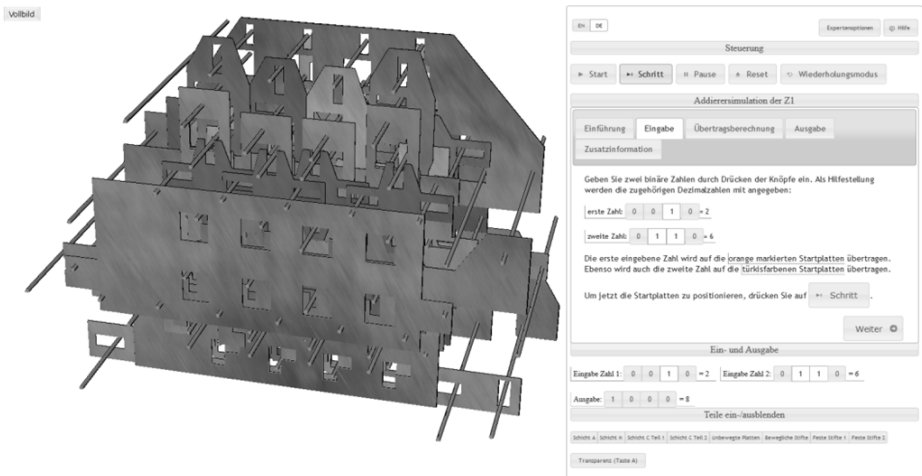 Vollbild
EN DE
Expertenoptionen Hilfe
Steuerung
Start Schritt Pause Reset Wiederholungsmodus
Addierersimulation der Z1
Einführung Eingabe Übertragsberechnung Ausgabe
Zusatzinformation
Geben Sie zwei binäre Zahlen durch Drücken der Knöpfe ein. Als Hilfestellung
werden die zugehörigen Dezimalzahlen mit angegeben:
erste Zahl: 0 0 1 0 = 2
zweite Zahl: 0 1 1 0 = 6
Die erste eingebene Zahl wird auf die orange markierten Startplatten übertragen.
Ebenso wird auch die zweite Zahl auf die türkisfarbenen Startplatten übertragen.
Um jetzt die Startplatten zu positionieren, drücken Sie auf Schritt .
Weiter
Ein- und Ausgabe
Eingabe Zahl 1: 0 0 1 0 = 2 Eingabe Zahl 2: 0 1 1 0 = 6
Ausgabe: 1 0 0 0 = 8
Teile ein-/ausblenden
Schicht A Schicht K Schicht C Teil 1 Schicht C Teil 2 Unbewegte Platten Bewegliche Stifte Feste Stifte 1 Feste Stifte 2
Transparenz (Taste A)